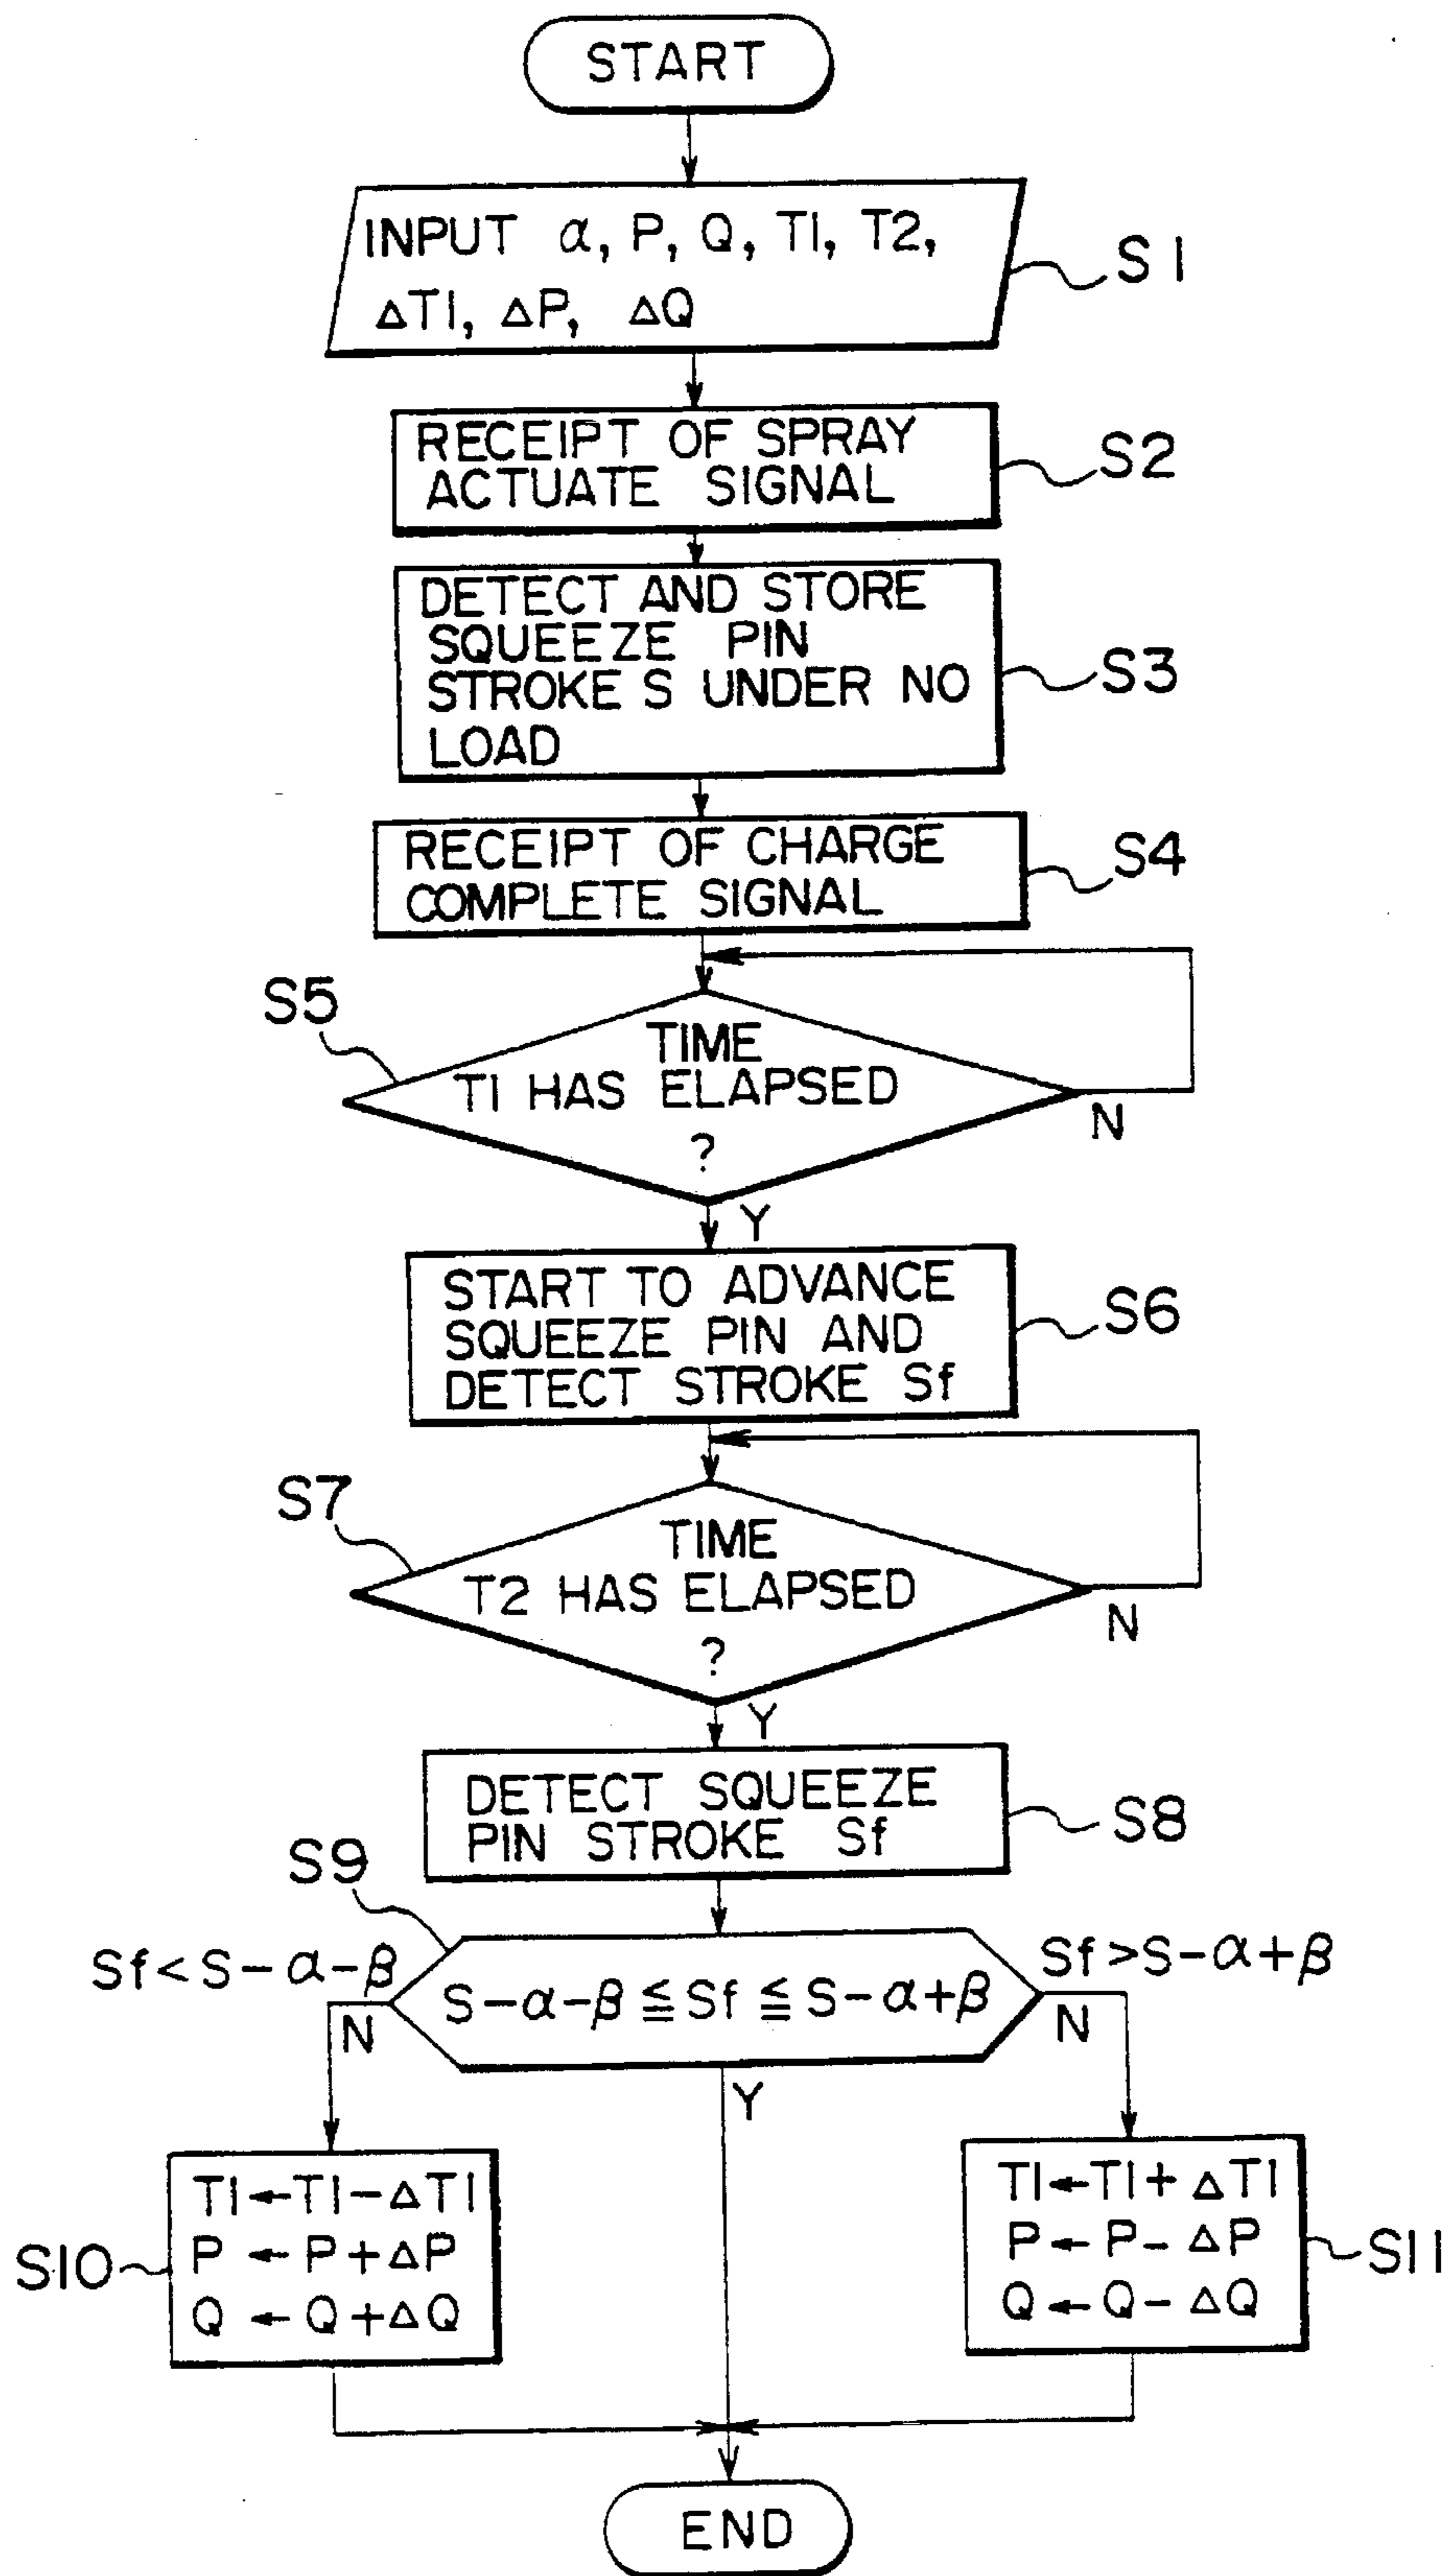 START
INPUT α, P, Q, T1, T2,
ΔT1, ΔP, ΔQ
S1
RECEIPT OF SPRAY
ACTUATE SIGNAL
S2
DETECT AND STORE
SQUEEZE PIN
STROKE S UNDER NO
LOAD
S3
RECEIPT OF CHARGE
COMPLETE SIGNAL
S4
S5
TIME
T1 HAS ELAPSED
?
N
Y
START TO ADVANCE
SQUEEZE PIN AND
DETECT STROKE Sf
S6
S7
TIME
T2 HAS ELAPSED
?
N
Y
DETECT SQUEEZE
PIN STROKE Sf
S8
S9
Sf<S-α-β
S-α-β≦Sf≦S-α+β
Sf>S-α+β
N
N
Y
T1←T1-ΔT1
P←P+ΔP
Q←Q+ΔQ
S10
T1←T1+ΔT1
P←P-ΔP
Q←Q-ΔQ
S11
END